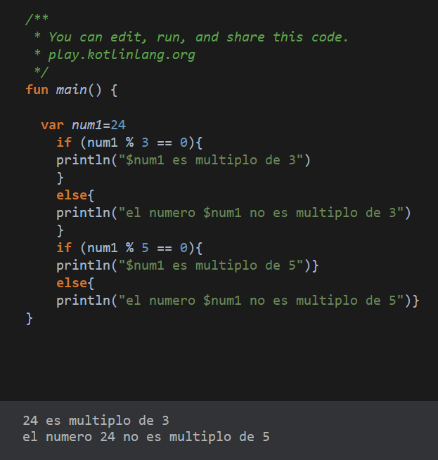 /**
 * You can edit, run, and share this code.
 * play.kotlinlang.org
 */
fun main() {
var num1=24
if (num1 % 3 == 0){
println("$num1 es multiplo de 3")
}
else{
println("el numero $num1 no es multiplo de 3")
}
if (num1 % 5 == 0){
println("$num1 es multiplo de 5")}
else{
println("el numero $num1 no es multiplo de 5")}
}
24 es multiplo de 3
el numero 24 no es multiplo de 5